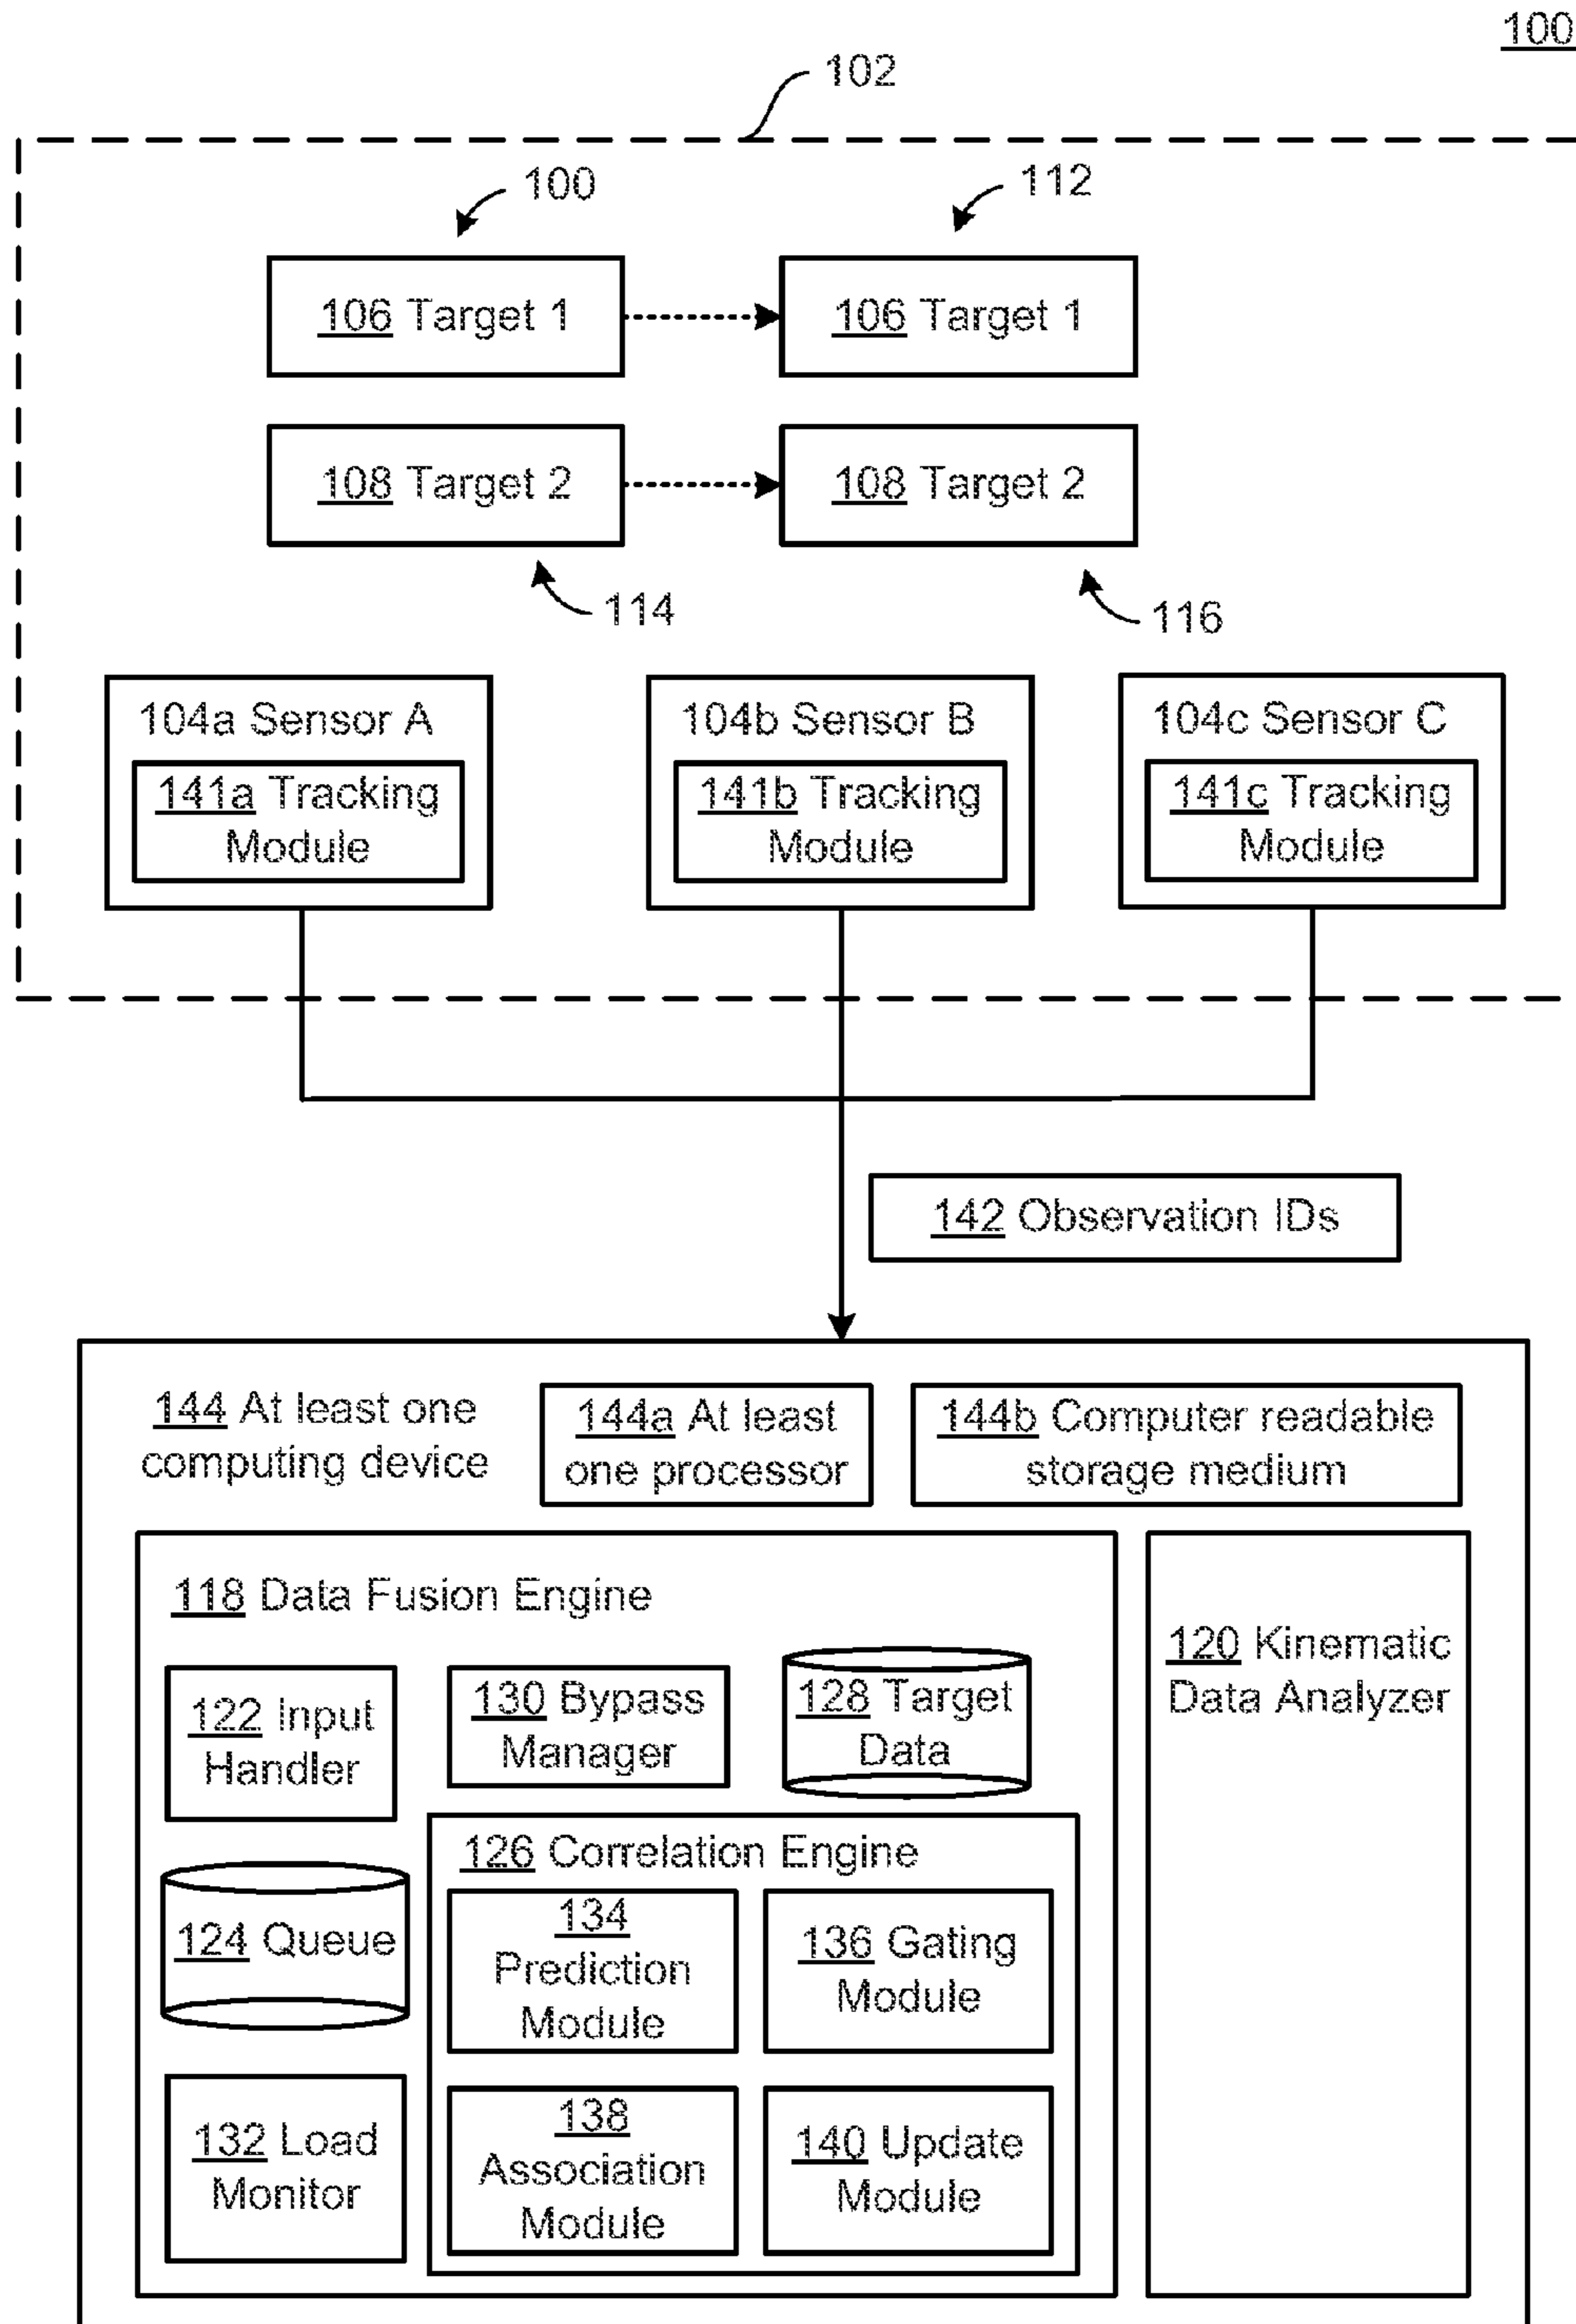 100
102
100
112
106 Target 1
106 Target 1
108 Target 2
108 Target 2
114
116
104a Sensor A
141a Tracking
Module
104b Sensor B
141b Tracking
Module
104c Sensor C
141c Tracking
Module
142 Observation IDs
144 At least one
computing device
144a At least
one processor
144b Computer readable
storage medium
118 Data Fusion Engine
122 Input
Handler
130 Bypass
Manager
128 Target
Data
120 Kinematic
Data Analyzer
124 Queue
126 Correlation Engine
134
Prediction
Module
136 Gating
Module
132 Load
Monitor
138
Association
Module
140 Update
Module